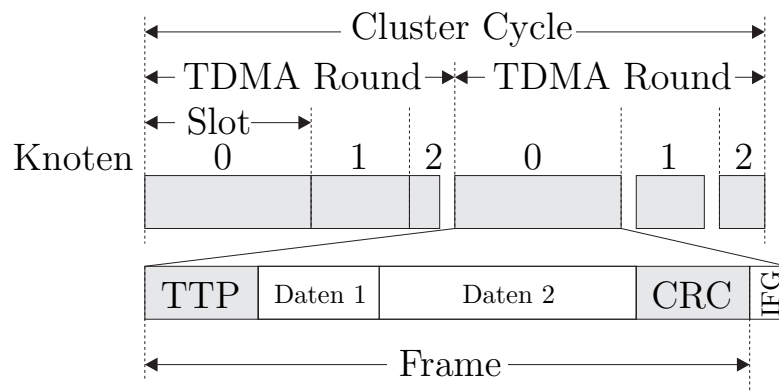 Cluster Cycle
TDMA Round TDMA Round
Slot
Knoten 0 1 2 0 1 2
TTP Daten 1 Daten 2 CRC IFG
Frame